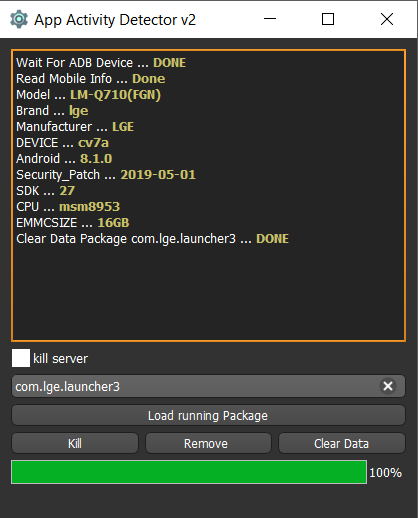 App Activity Detector v2
Wait For ADB Device ... DONE
Read Mobile Info ... Done
Model ... LM-Q710(FGN)
Brand ... lge
Manufacturer ... LGE
DEVICE ... cv7a
Android ... 8.1.0
Security_Patch ... 2019-05-01
SDK ... 27
CPU ... msm8953
EMMCSIZE ... 16GB
Clear Data Package com.lge.launcher3 ... DONE
kill server
com.lge.launcher3
Load running Package
Kill Remove Clear Data
100%